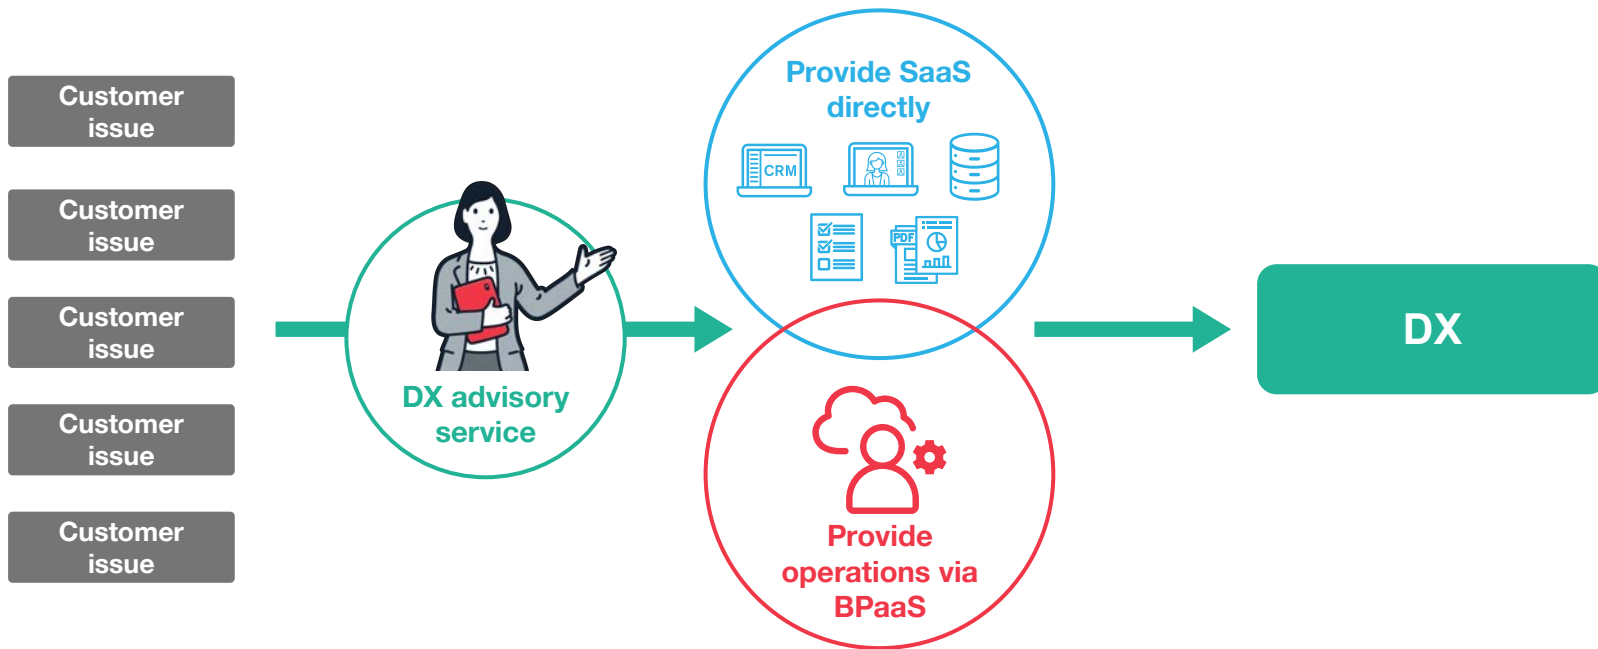 Customer
issue
Customer
issue
Customer
issue
Customer
issue
Customer
issue
DX advisory
service
Provide SaaS
directly
CRM
PDF
Provide
operations via
BPaaS
DX